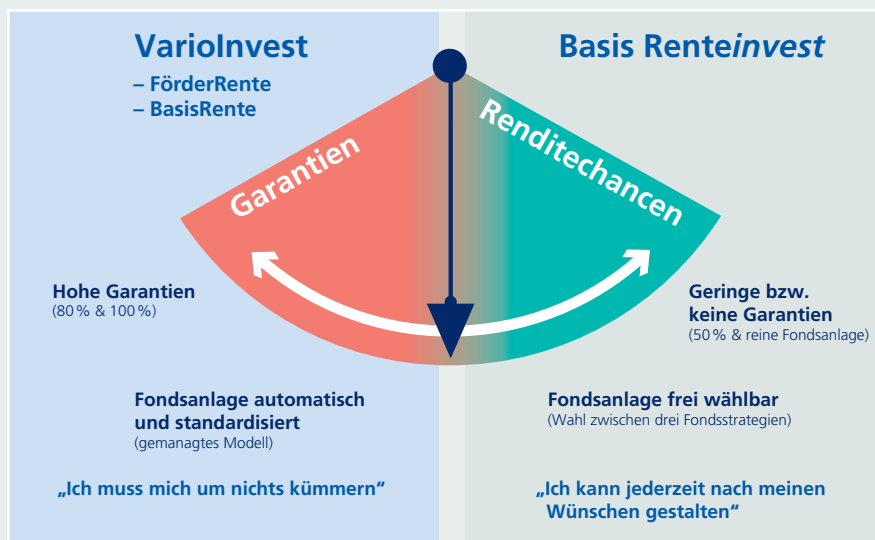 VarioInvest
– FörderRente
– BasisRente
Basis Renteinvest
Garantien
Renditechancen
Hohe Garantien
(80 % & 100 %)
Geringe bzw.
keine Garantien
(50 % & reine Fondsanlage)
Fondsanlage automatisch
und standardisiert
(gemanagtes Modell)
Fondsanlage frei wählbar
(Wahl zwischen drei Fondsstrategien)
„Ich muss mich um nichts kümmern“
„Ich kann jederzeit nach meinen
Wünschen gestalten“